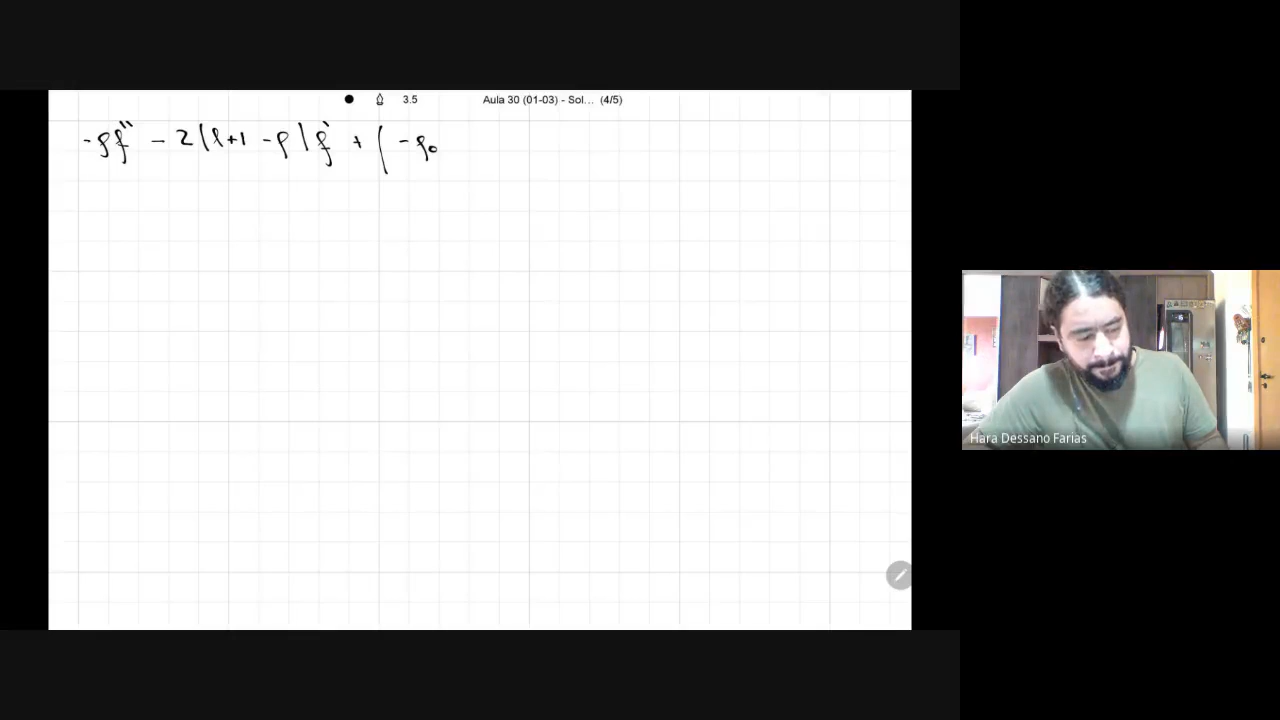 3.5 Aula 30 (01-03) - Sol... (4/5)
-ρf'' - 2(l+1 -ρ)f' + ( -ρ₀
Hara Dessano Farias